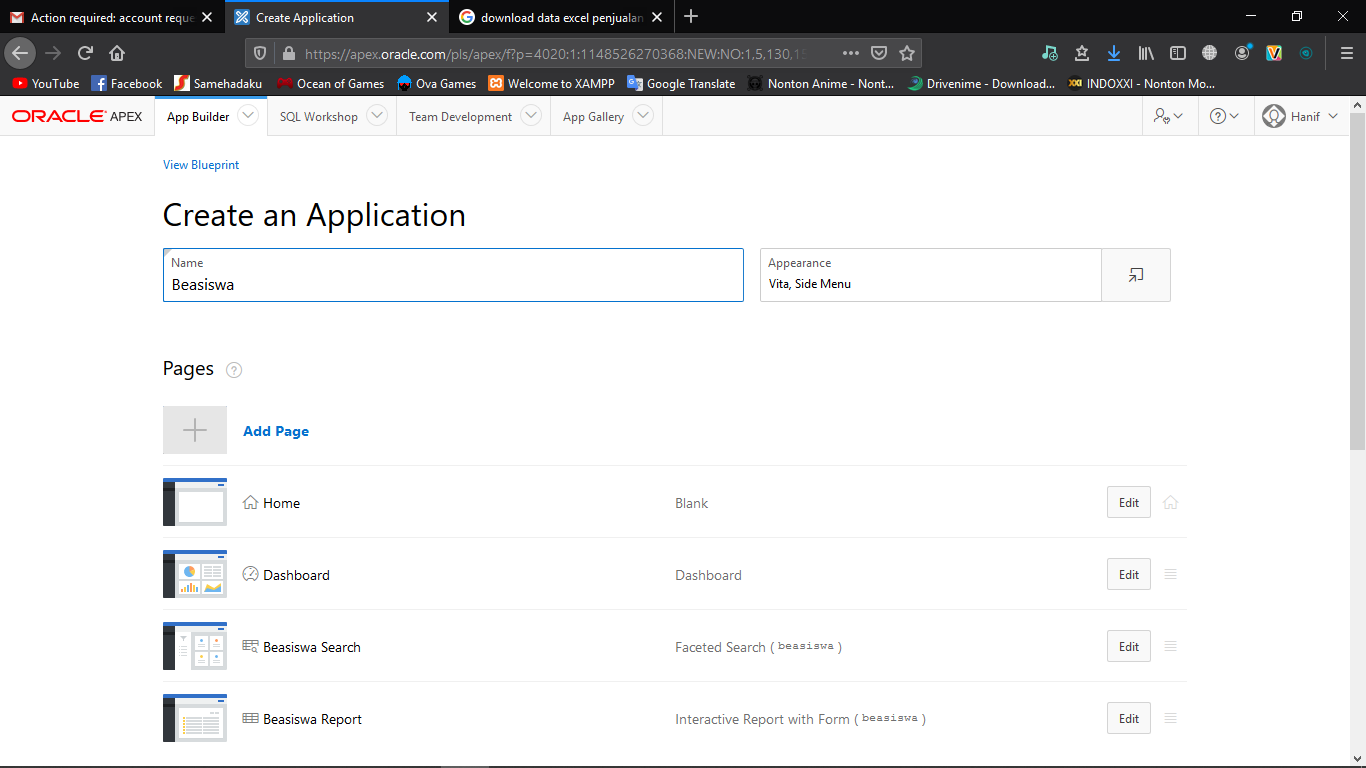 Action required: account reque
Create Application
download data excel penjualan
https://apex.oracle.com/pls/apex/f?p=4020:1:1148526270368:NEW:NO:1,5,130,15
YouTube
Facebook
Samehadaku
Ocean of Games
Ova Games
Welcome to XAMPP
Google Translate
Nonton Anime - Nont...
Drivenime - Download...
INDOXXI - Nonton Mo...
ORACLE APEX
App Builder
SQL Workshop
Team Development
App Gallery
Hanif
View Blueprint
Create an Application
Name
Beasiswa
Appearance
Vita, Side Menu
Pages
Add Page
Home Blank Edit
Dashboard Dashboard Edit
Beasiswa Search Faceted Search ( beasiswa ) Edit
Beasiswa Report Interactive Report with Form ( beasiswa ) Edit